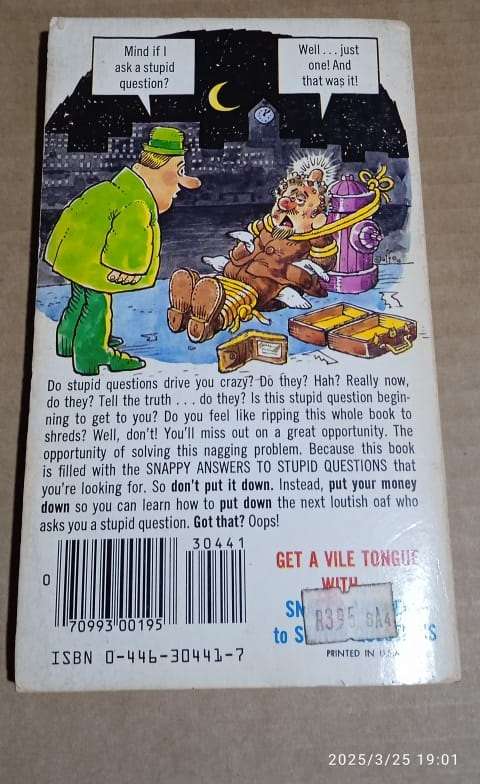 Mind if I
ask a stupid
question?
Well...just
one! And
that was it!
Do stupid questions drive you crazy? Do they? Hah? Really now,
do they? Tell the truth . . . do they? Is this stupid question begin-
ning to get to you? Do you feel like ripping this whole book to
shreds? Well, don't! You'll miss out on a great opportunity. The
opportunity of solving this nagging problem. Because this book
is filled with the SNAPPY ANSWERS TO STUPID QUESTIONS that
you're looking for. So don't put it down. Instead, put your money
down so you can learn how to put down the next loutish oaf who
asks you a stupid question. Got that? Oops!
30441
0
70993 00195
ISBN 0-446-30441-7
GET A VILE TONGUE
WITH
SN
R395 SA4
to S
S
PRINTED IN U.S.A.
2025/3/25 19:01